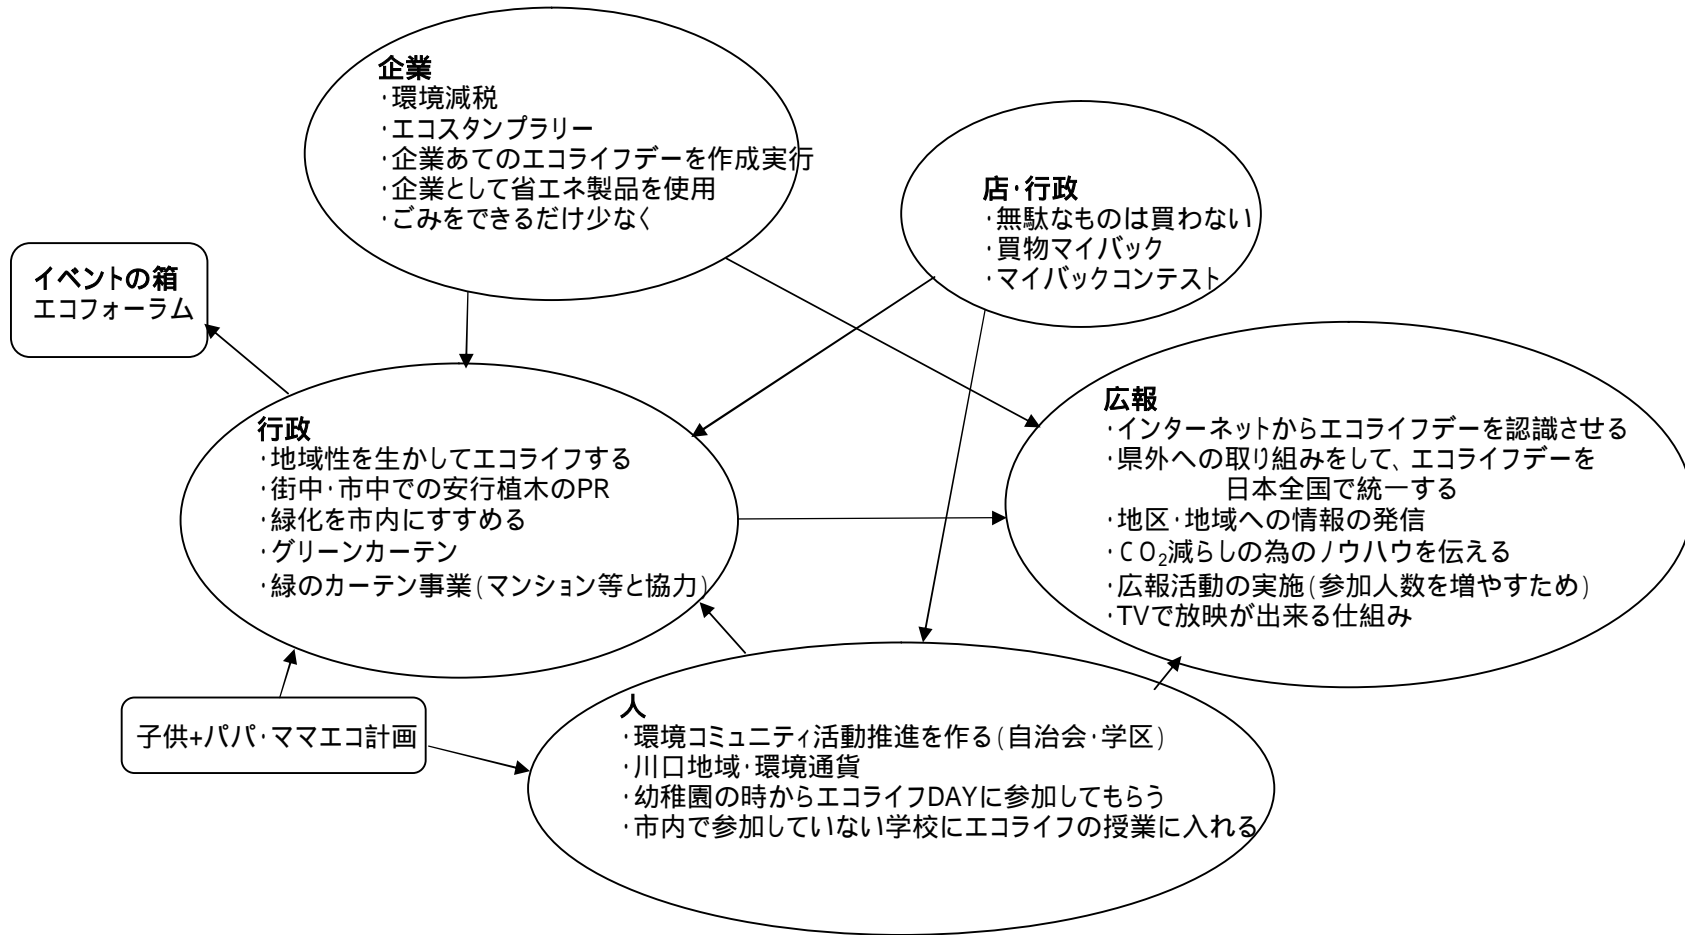 企業
・環境減税
・エコスタンプラリー
・企業あてのエコライフデーを作成実行
・企業として省エネ製品を使用
・ごみをできるだけ少なく
店・行政
・無駄なものは買わない
・買物マイバック
・マイバックコンテスト
イベントの箱
エコフォーラム
行政
・地域性を生かしてエコライフする
・街中・市中での安行植木のPR
・緑化を市内にすすめる
・グリーンカーテン
・緑のカーテン事業(マンション等と協力)
広報
・インターネットからエコライフデーを認識させる
・県外への取り組みをして、エコライフデーを
日本全国で統一する
・地区・地域への情報の発信
・CO₂減らしの為のノウハウを伝える
・広報活動の実施(参加人数を増やすため)
・TVで放映が出来る仕組み
子供+パパ・ママエコ計画
人
・環境コミュニティ活動推進を作る(自治会・学区)
・川口地域・環境通貨
・幼稚園の時からエコライフDAYに参加してもらう
・市内で参加していない学校にエコライフの授業に入れる